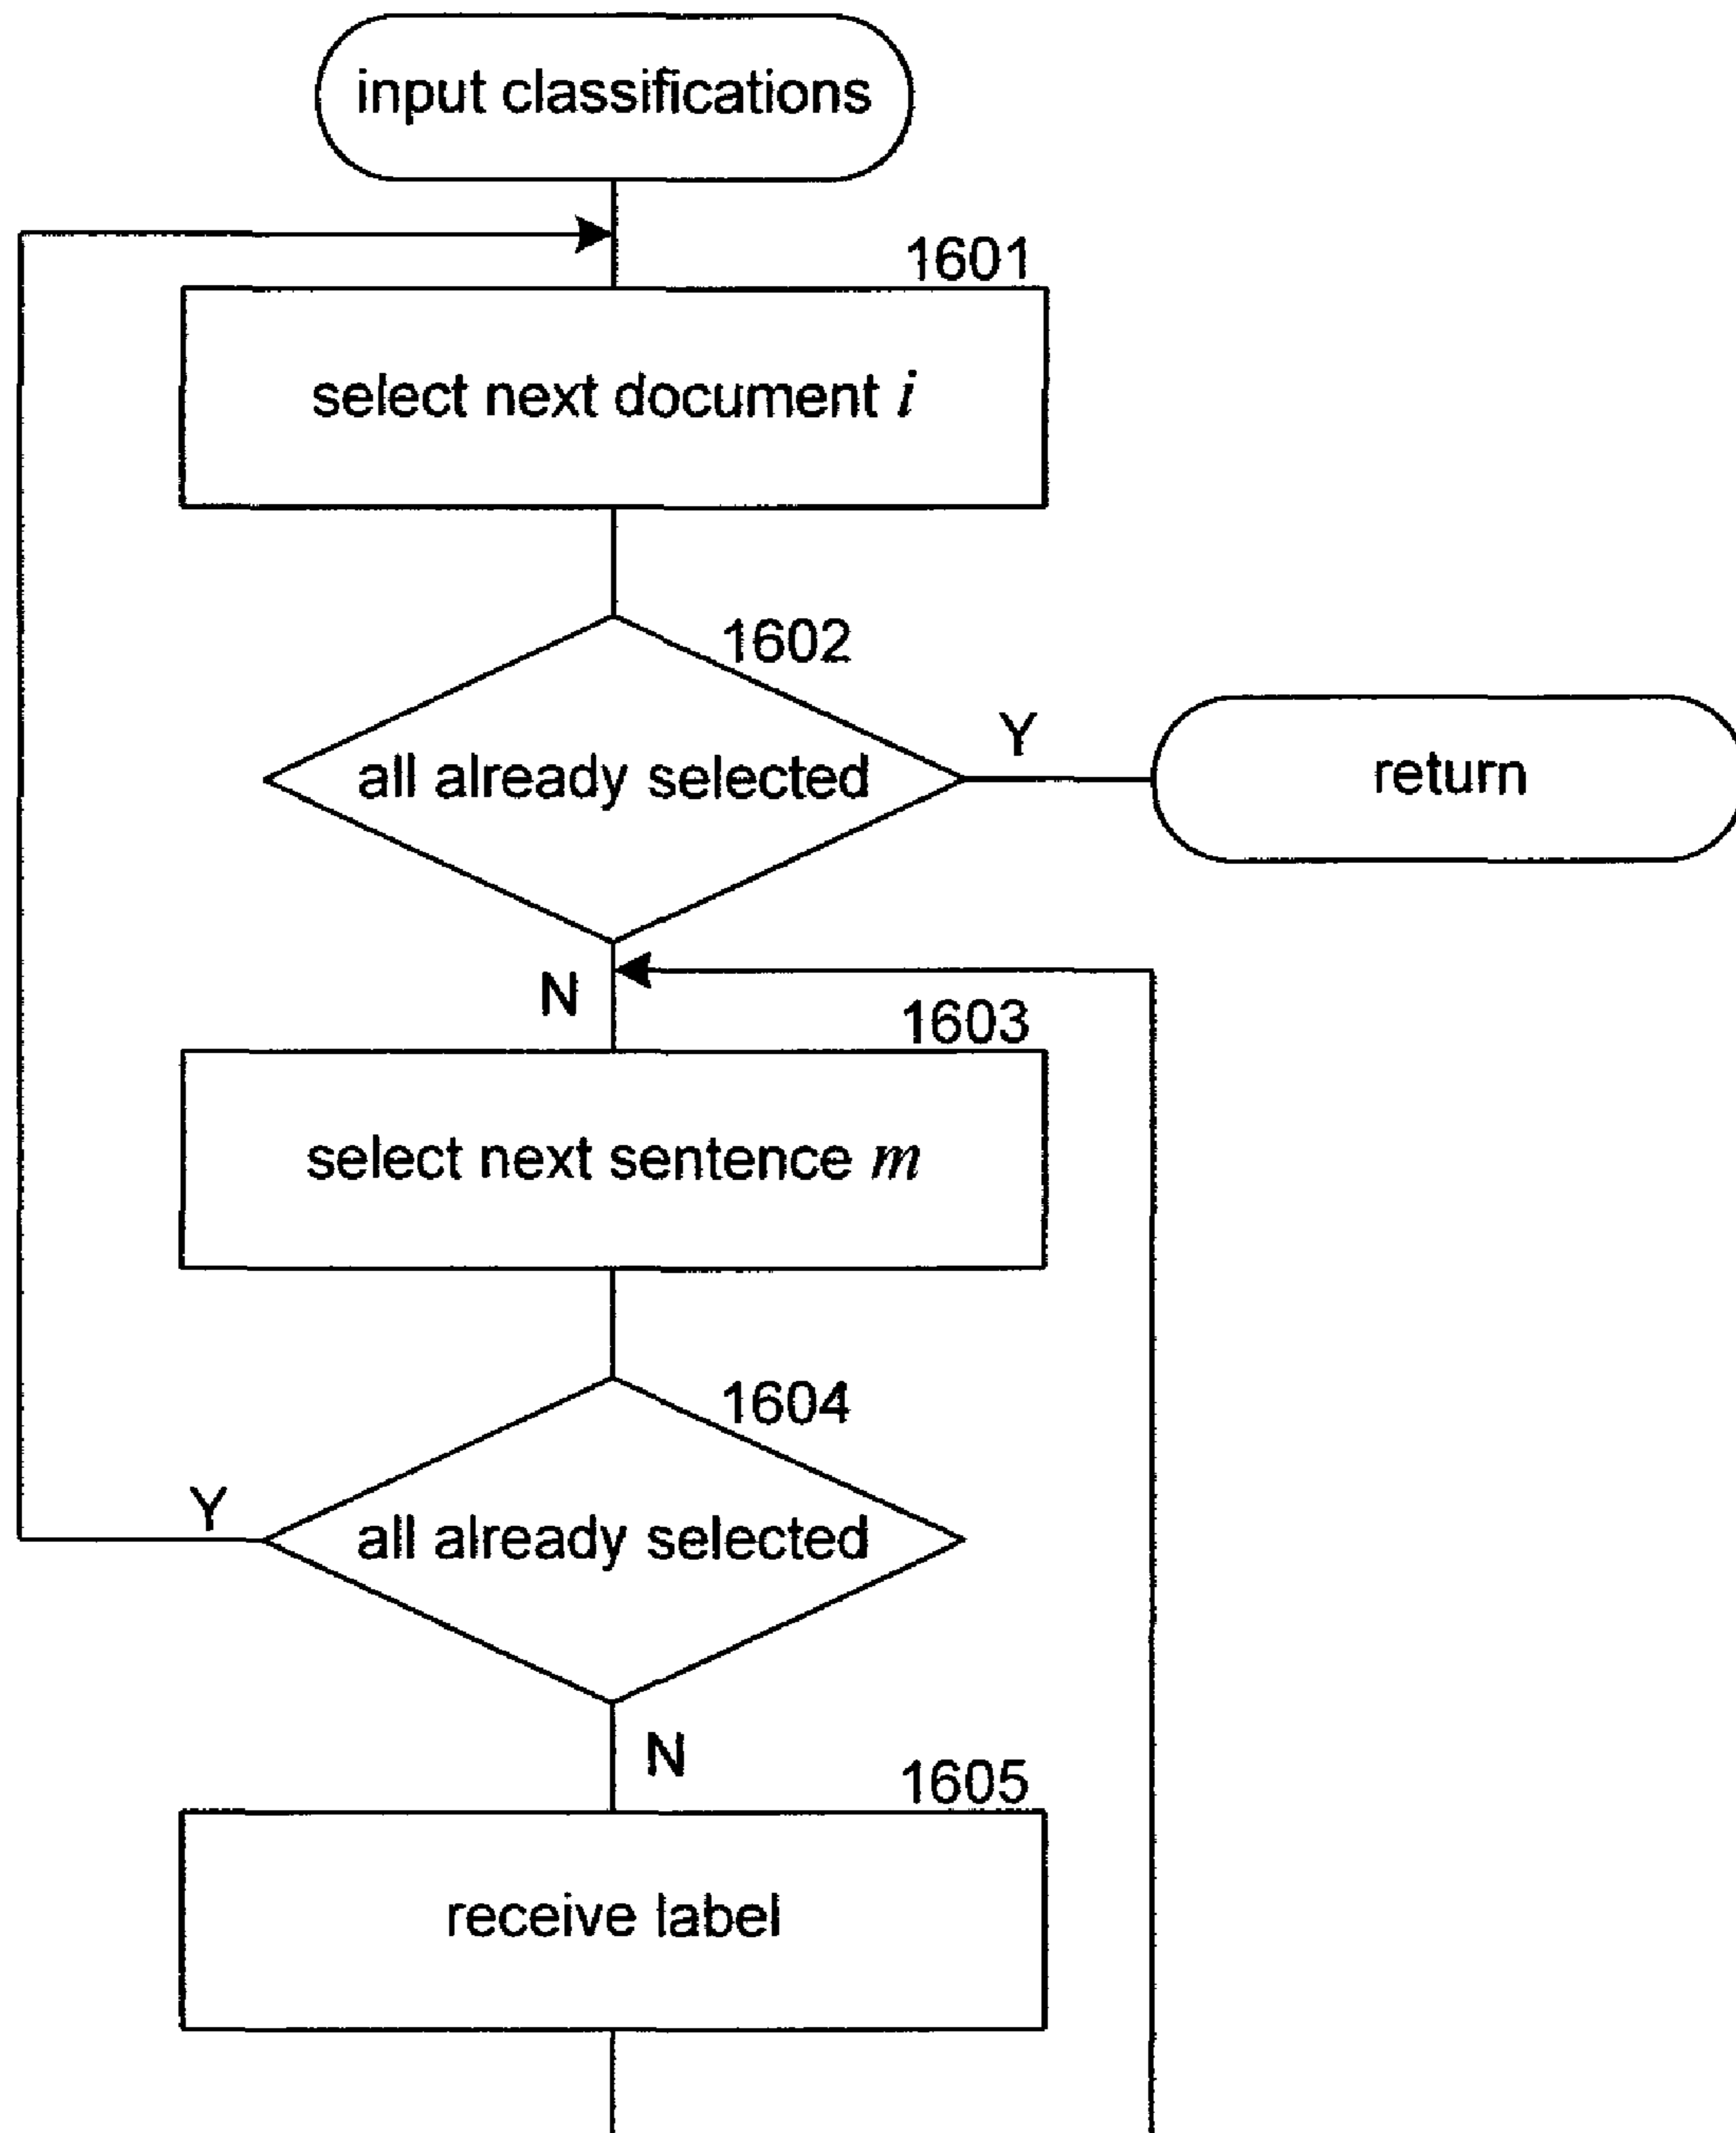 input classifications
1601
select next document i
1602
all already selected
Y
return
N
1603
select next sentence m
1604
Y
all already selected
N
1605
receive label